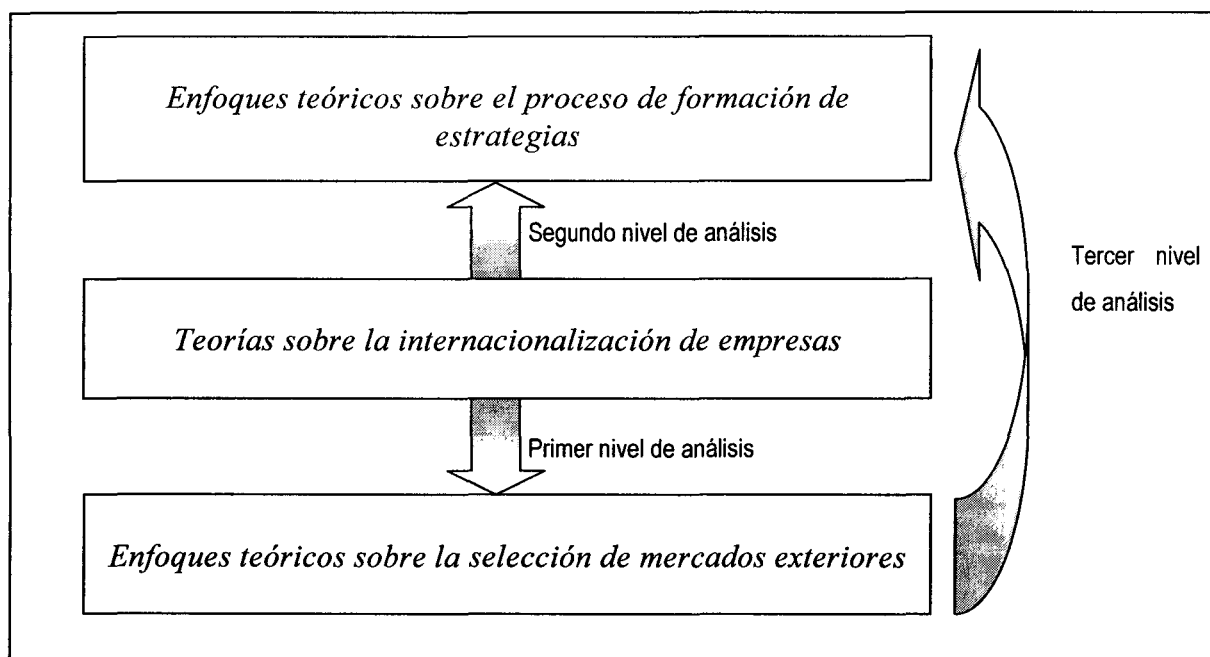 Enfoques teóricos sobre el proceso de formación de
estrategias
Segundo nivel de análisis
Tercer nivel
de análisis
Teorías sobre la internacionalización de empresas
Primer nivel de análisis
Enfoques teóricos sobre la selección de mercados exteriores